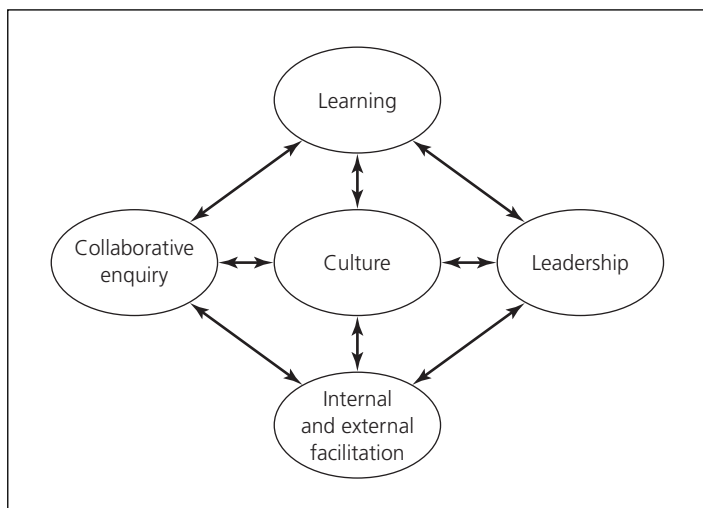 Learning
Collaborative
enquiry
Culture
Leadership
Internal
and external
facilitation